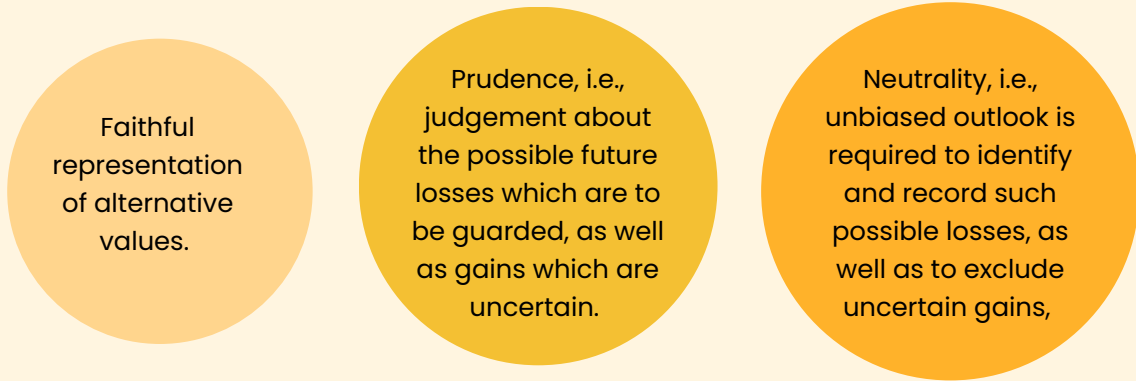 Faithful
representation
of alternative
values.
Prudence, i.e.,
judgement about
the possible future
losses which are to
be guarded, as well
as gains which are
uncertain.
Neutrality, i.e.,
unbiased outlook is
required to identify
and record such
possible losses, as
well as to exclude
uncertain gains,